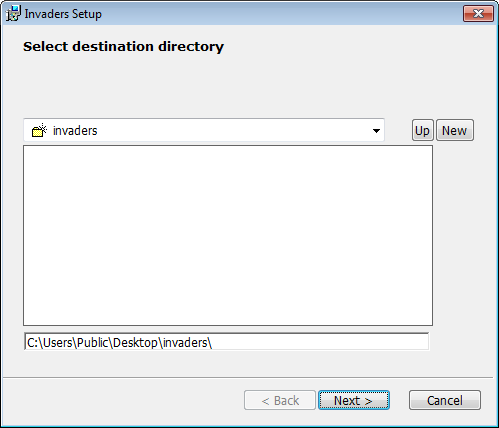 Invaders Setup
Select destination directory
invaders
Up
New
C:\Users\Public\Desktop\invaders\
< Back
Next >
Cancel